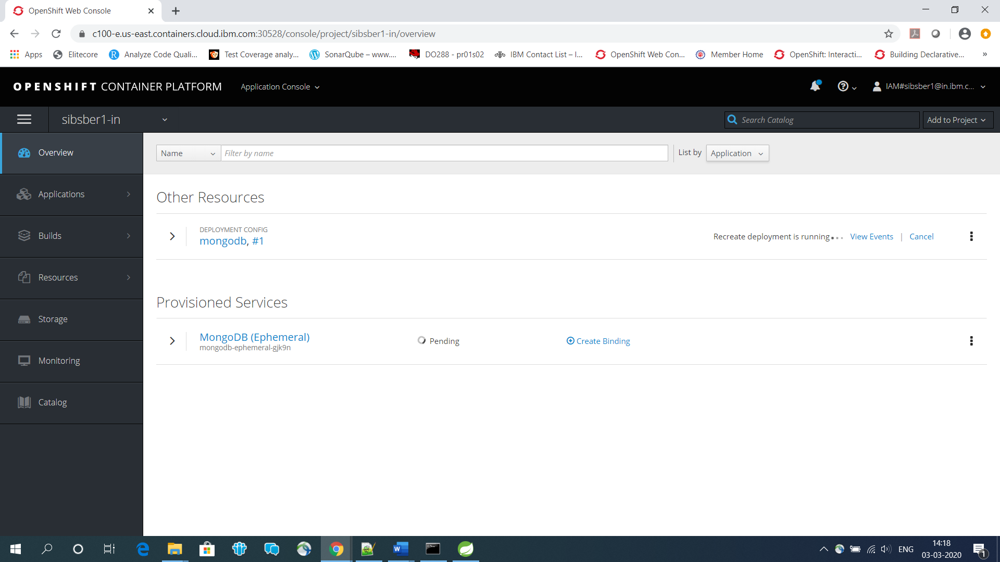 OpenShift Web Console
c100-e.us-east.containers.cloud.ibm.com:30528/console/project/sibsber1-in/overview
Apps Elitecore Analyze Code Quali... Test Coverage analy... SonarQube – www.... DO288 - pr01s02 IBM Contact List – I... OpenShift Web Con... Member Home OpenShift: Interacti... Building Declarative... »
OPENSHIFT CONTAINER PLATFORM Application Console IAM#sibsber1@in.ibm.c...
sibsber1-in Search Catalog Add to Project
Overview
Name Filter by name List by Application
Applications
Builds
Resources
Storage
Monitoring
Catalog
Other Resources
DEPLOYMENT CONFIG
mongodb, #1
Recreate deployment is running... View Events | Cancel
Provisioned Services
MongoDB (Ephemeral)
mongodb-ephemeral-gjk9n
Pending Create Binding
ENG 14:18
03-03-2020
1